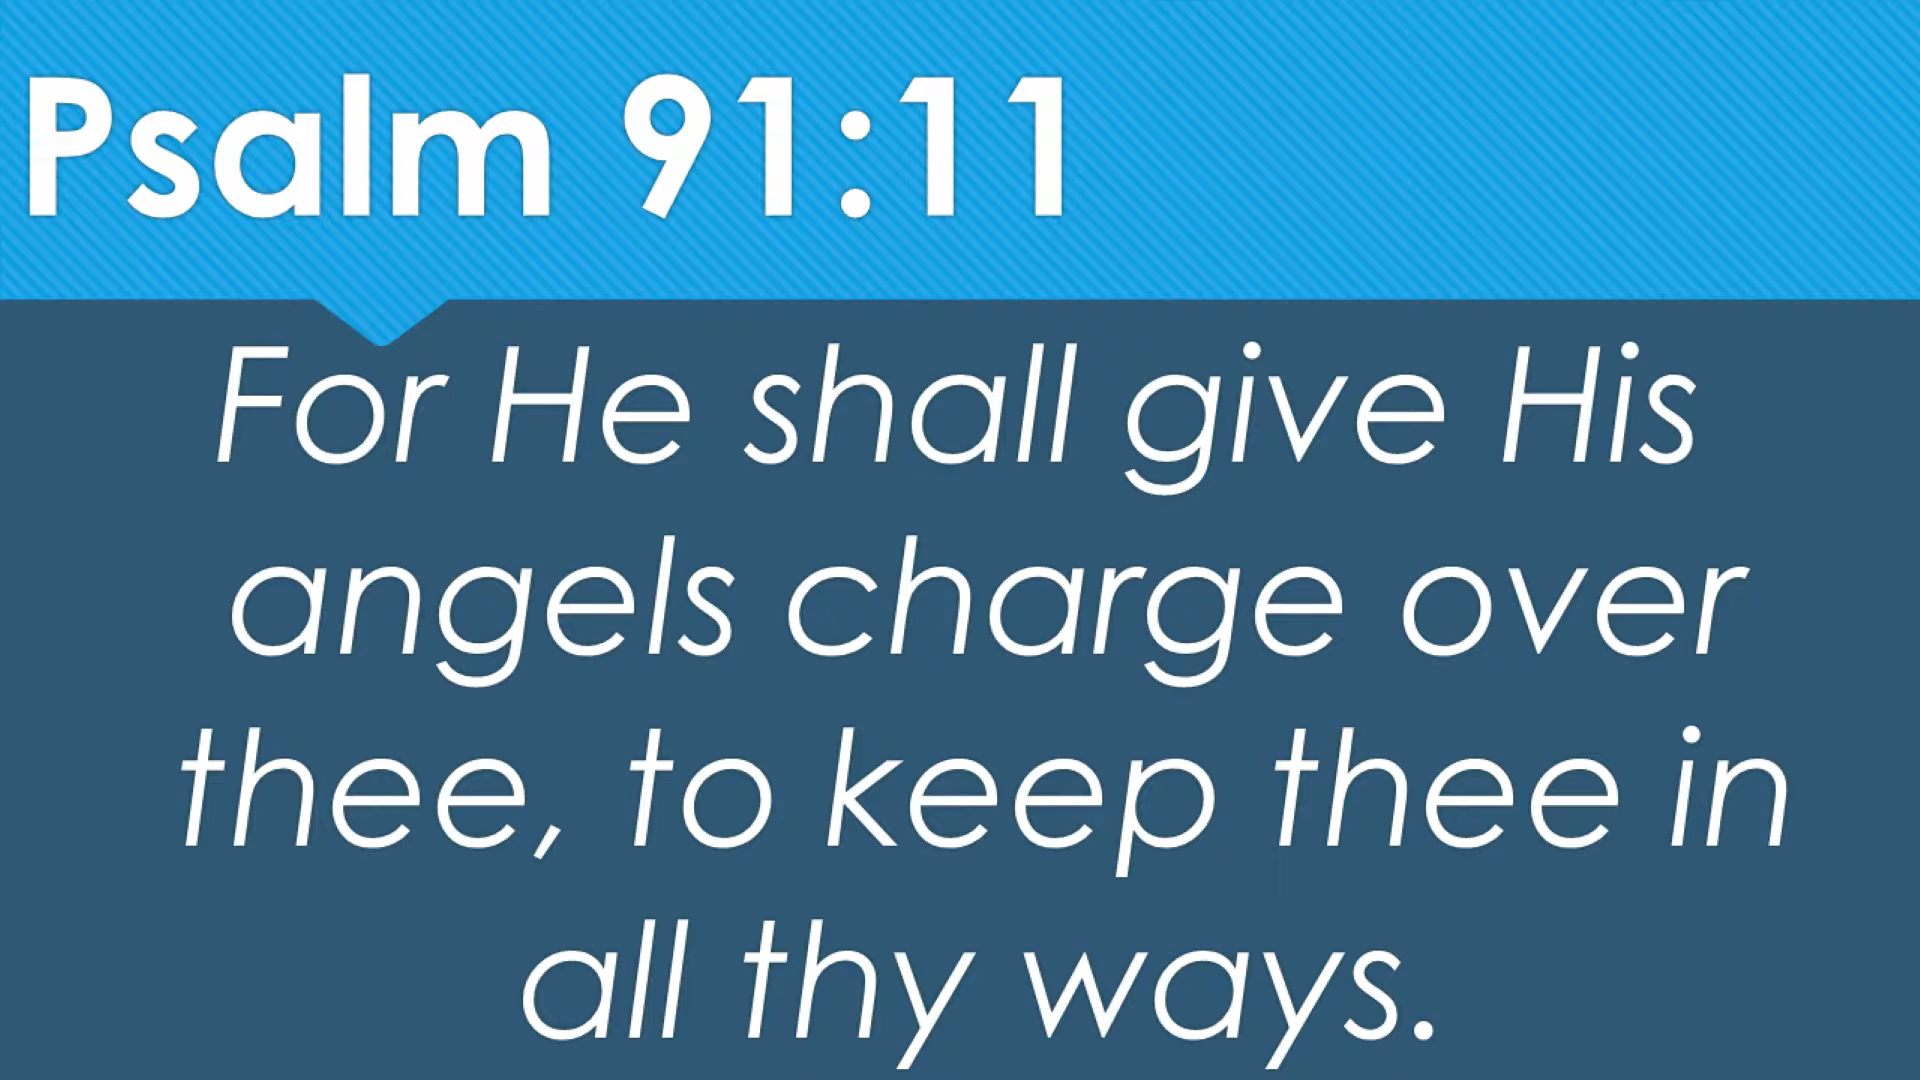 Psalm 91:11
For He shall give His
angels charge over
thee, to keep thee in
all thy ways.